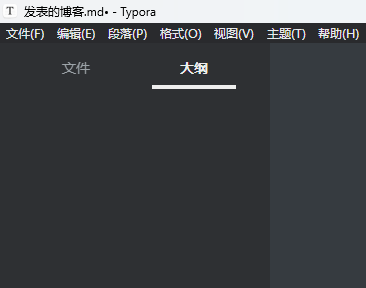 T 发表的博客.md• - Typora
文件(F) 编辑(E) 段落(P) 格式(O) 视图(V) 主题(T) 帮助(H)
文件 大纲